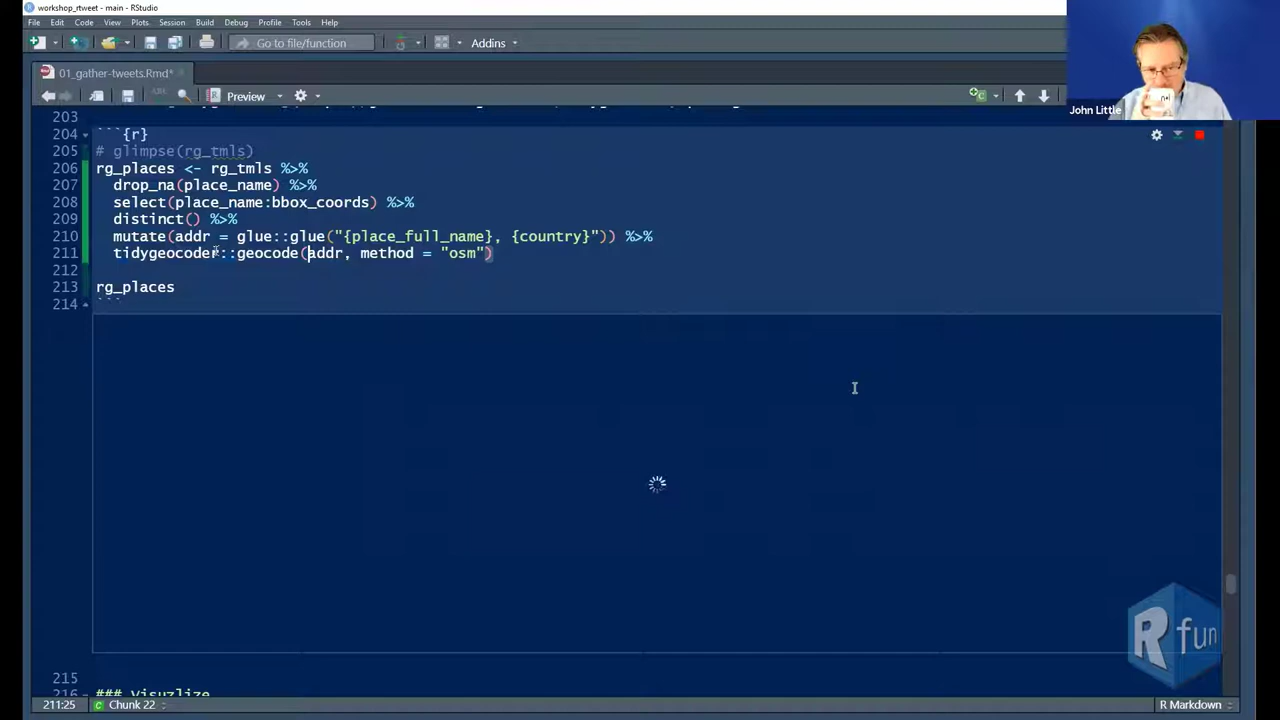 workshop_rtweet - main - RStudio
File Edit Code View Plots Session Build Debug Profile Tools Help
Go to file/function
Addins
01_gather-tweets.Rmd*
Preview
John Little
203
204 ```{r}
205 # glimpse(rg_tmls)
206 rg_places <- rg_tmls %>%
207 drop_na(place_name) %>%
208 select(place_name:bbox_coords) %>%
209 distinct() %>%
210 mutate(addr = glue::glue("{place_full_name}, {country}")) %>%
211 tidygeocoder::geocode(addr, method = "osm")
212
213 rg_places
214 ```
215
216 ### Visuzlize
R fun
211:25
Chunk 22
R Markdown